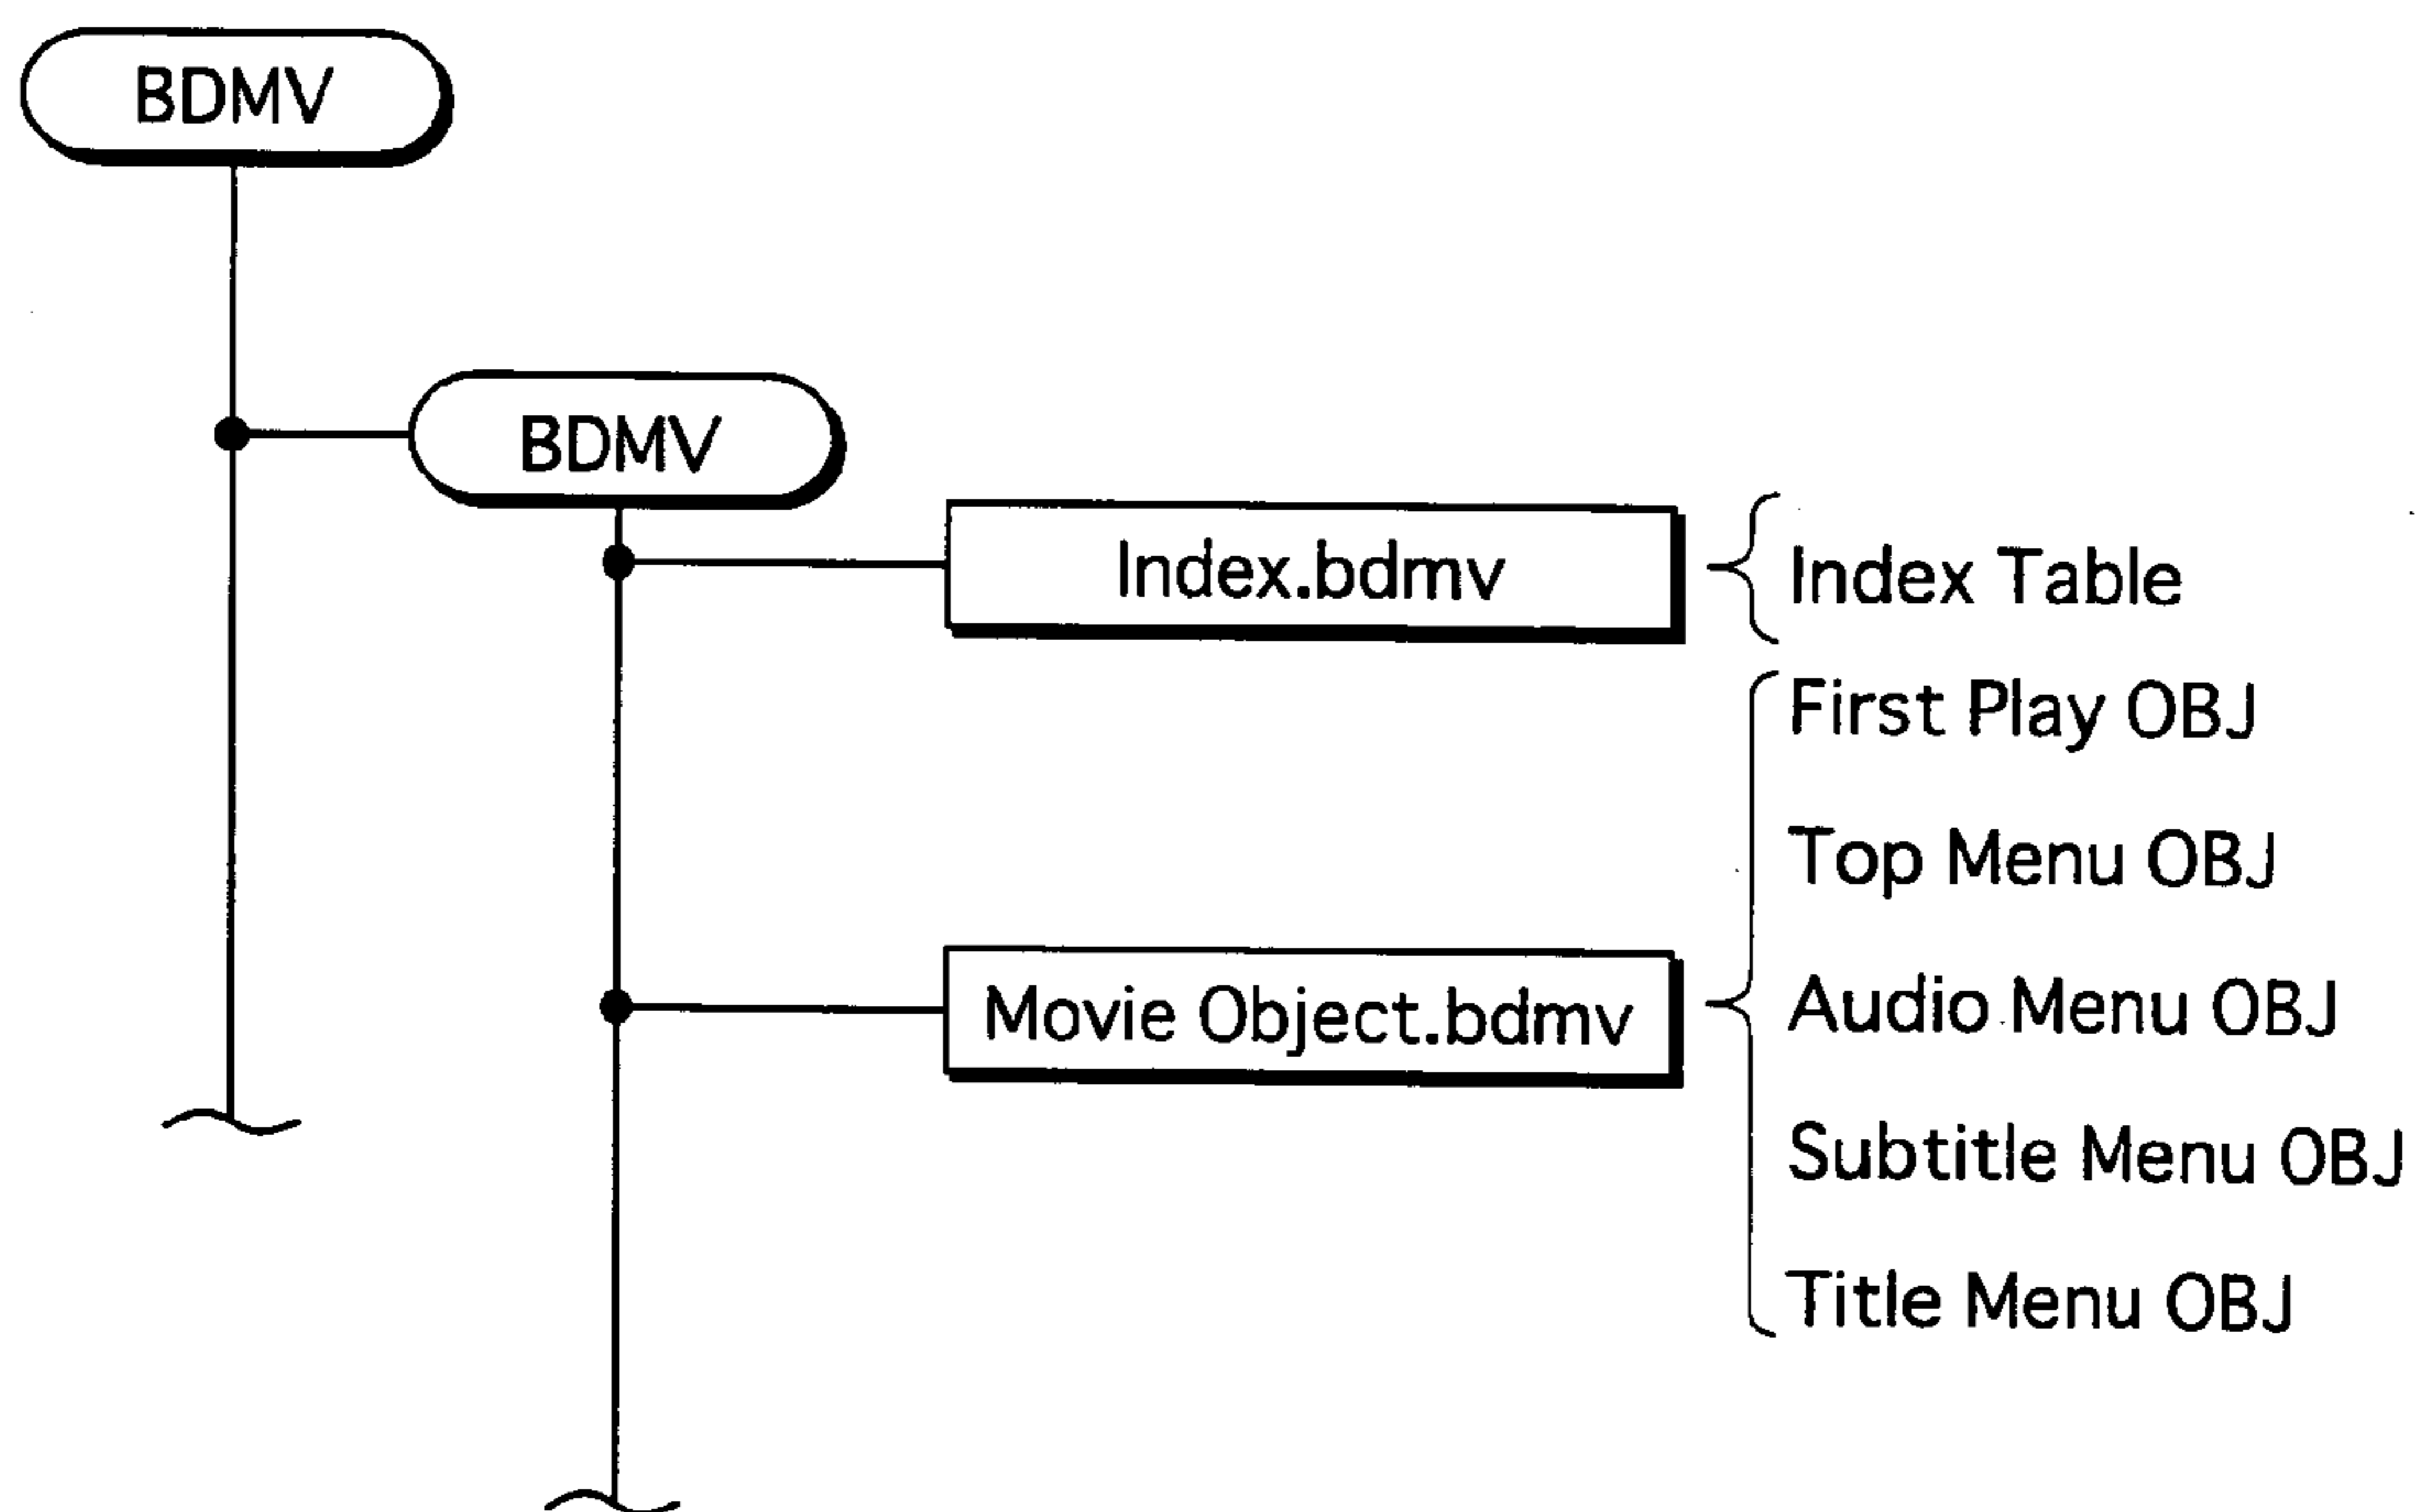 BDMV
BDMV
Index.bdmv
Index Table
First Play OBJ
Top Menu OBJ
Movie Object.bdmv
Audio Menu OBJ
Subtitle Menu OBJ
Title Menu OBJ